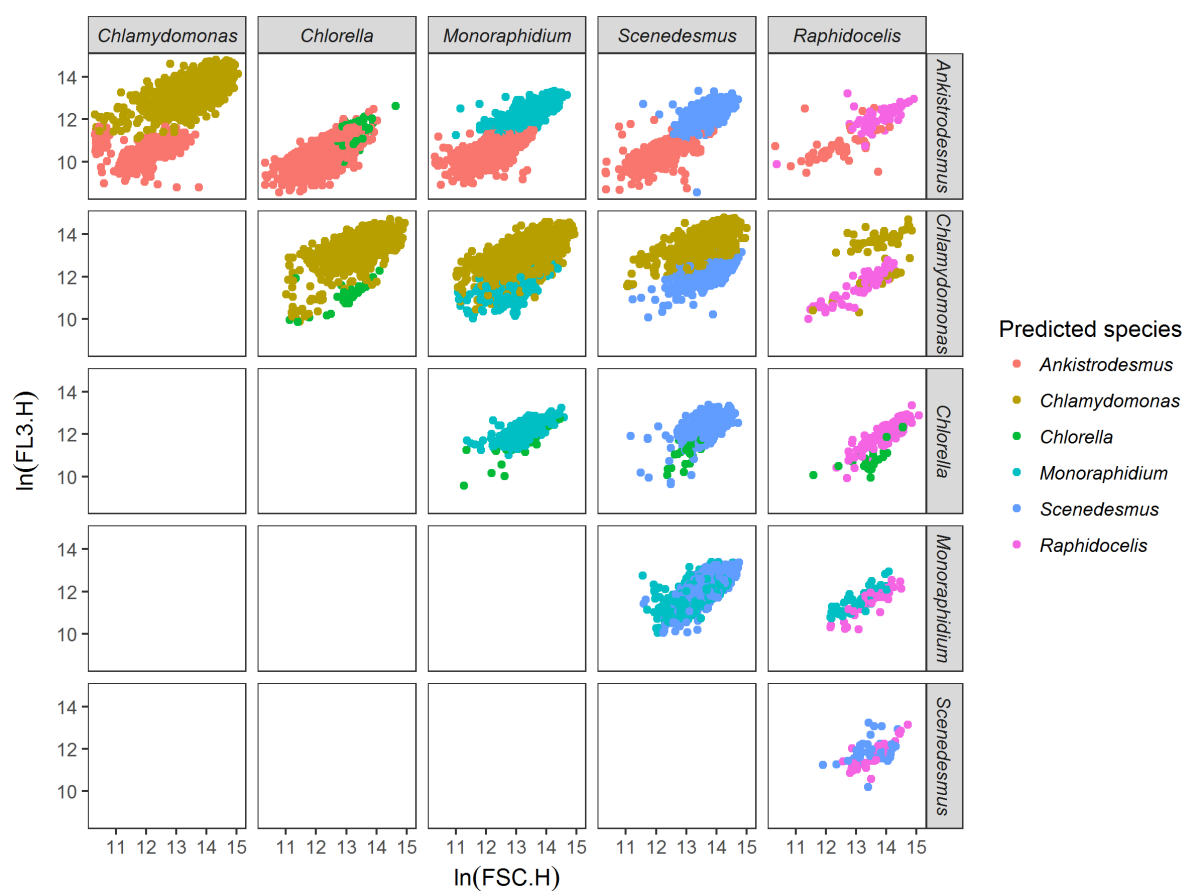 Chlamydomonas Chlorella Monoraphidium Scenedesmus Raphidocelis
14
12
10
Ankistrodesmus
14
12
10
Chlamydomonas
14
12
10
Chlorella
14
12
10
Monoraphidium
14
12
10
Scenedesmus
11 12 13 14 15 11 12 13 14 15 11 12 13 14 15 11 12 13 14 15 11 12 13 14 15
ln(FSC.H)
ln(FL3.H)
Predicted species
Ankistrodesmus
Chlamydomonas
Chlorella
Monoraphidium
Scenedesmus
Raphidocelis